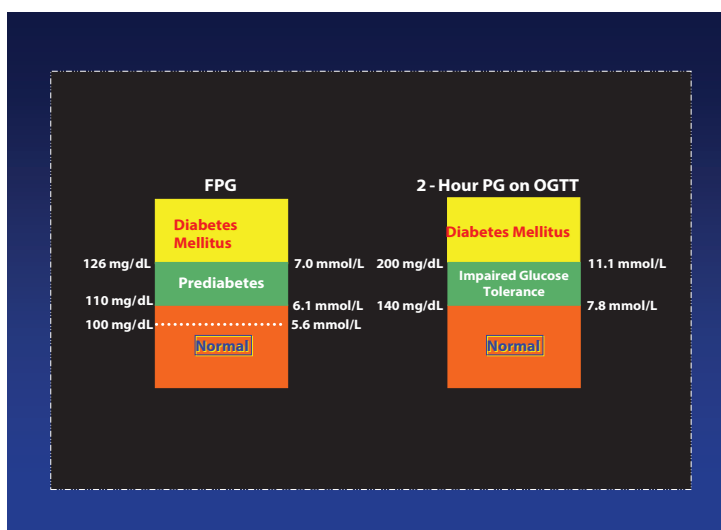 FPG
Diabetes
Mellitus
126 mg/dL
7.0 mmol/L
Prediabetes
110 mg/dL
6.1 mmol/L
100 mg/dL
5.6 mmol/L
Normal
2 - Hour PG on OGTT
Diabetes Mellitus
200 mg/dL
11.1 mmol/L
Impaired Glucose
Tolerance
140 mg/dL
7.8 mmol/L
Normal